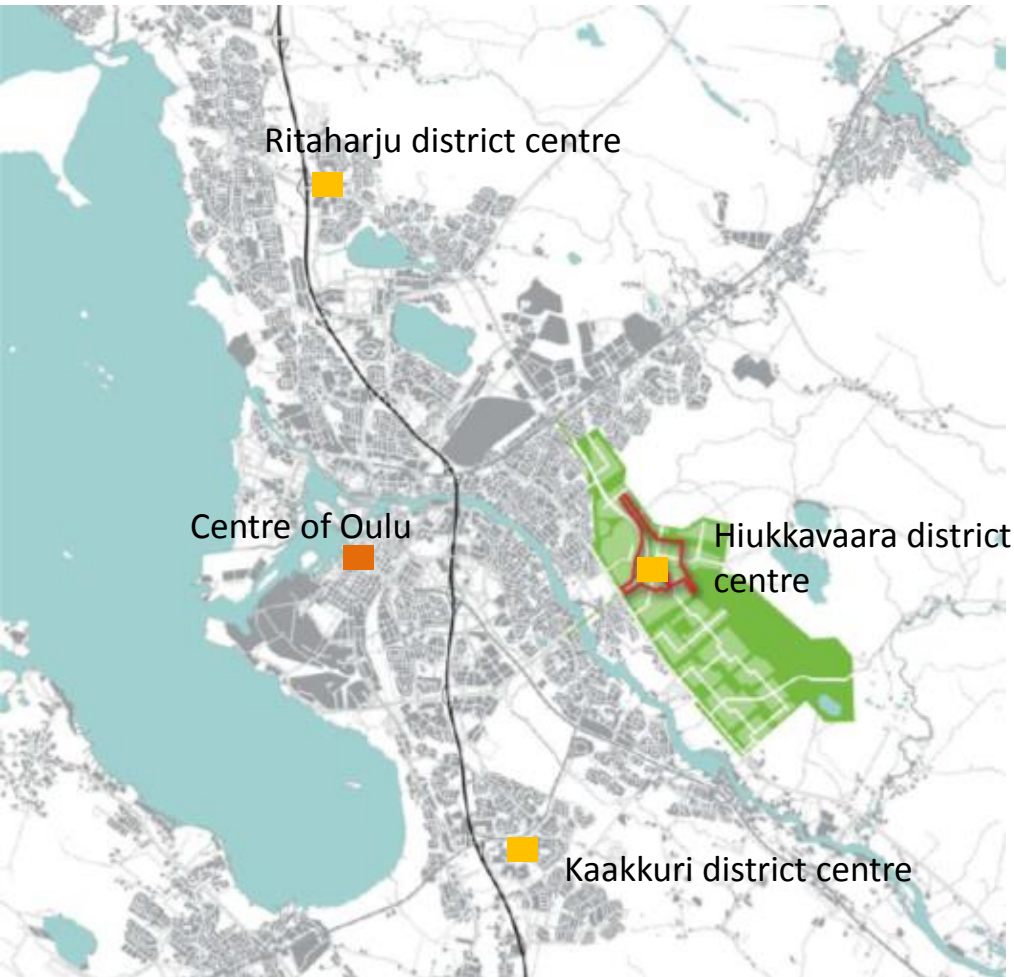 Ritaharju district centre
Centre of Oulu
Hiukkavaara district
centre
Kaakkuri district centre